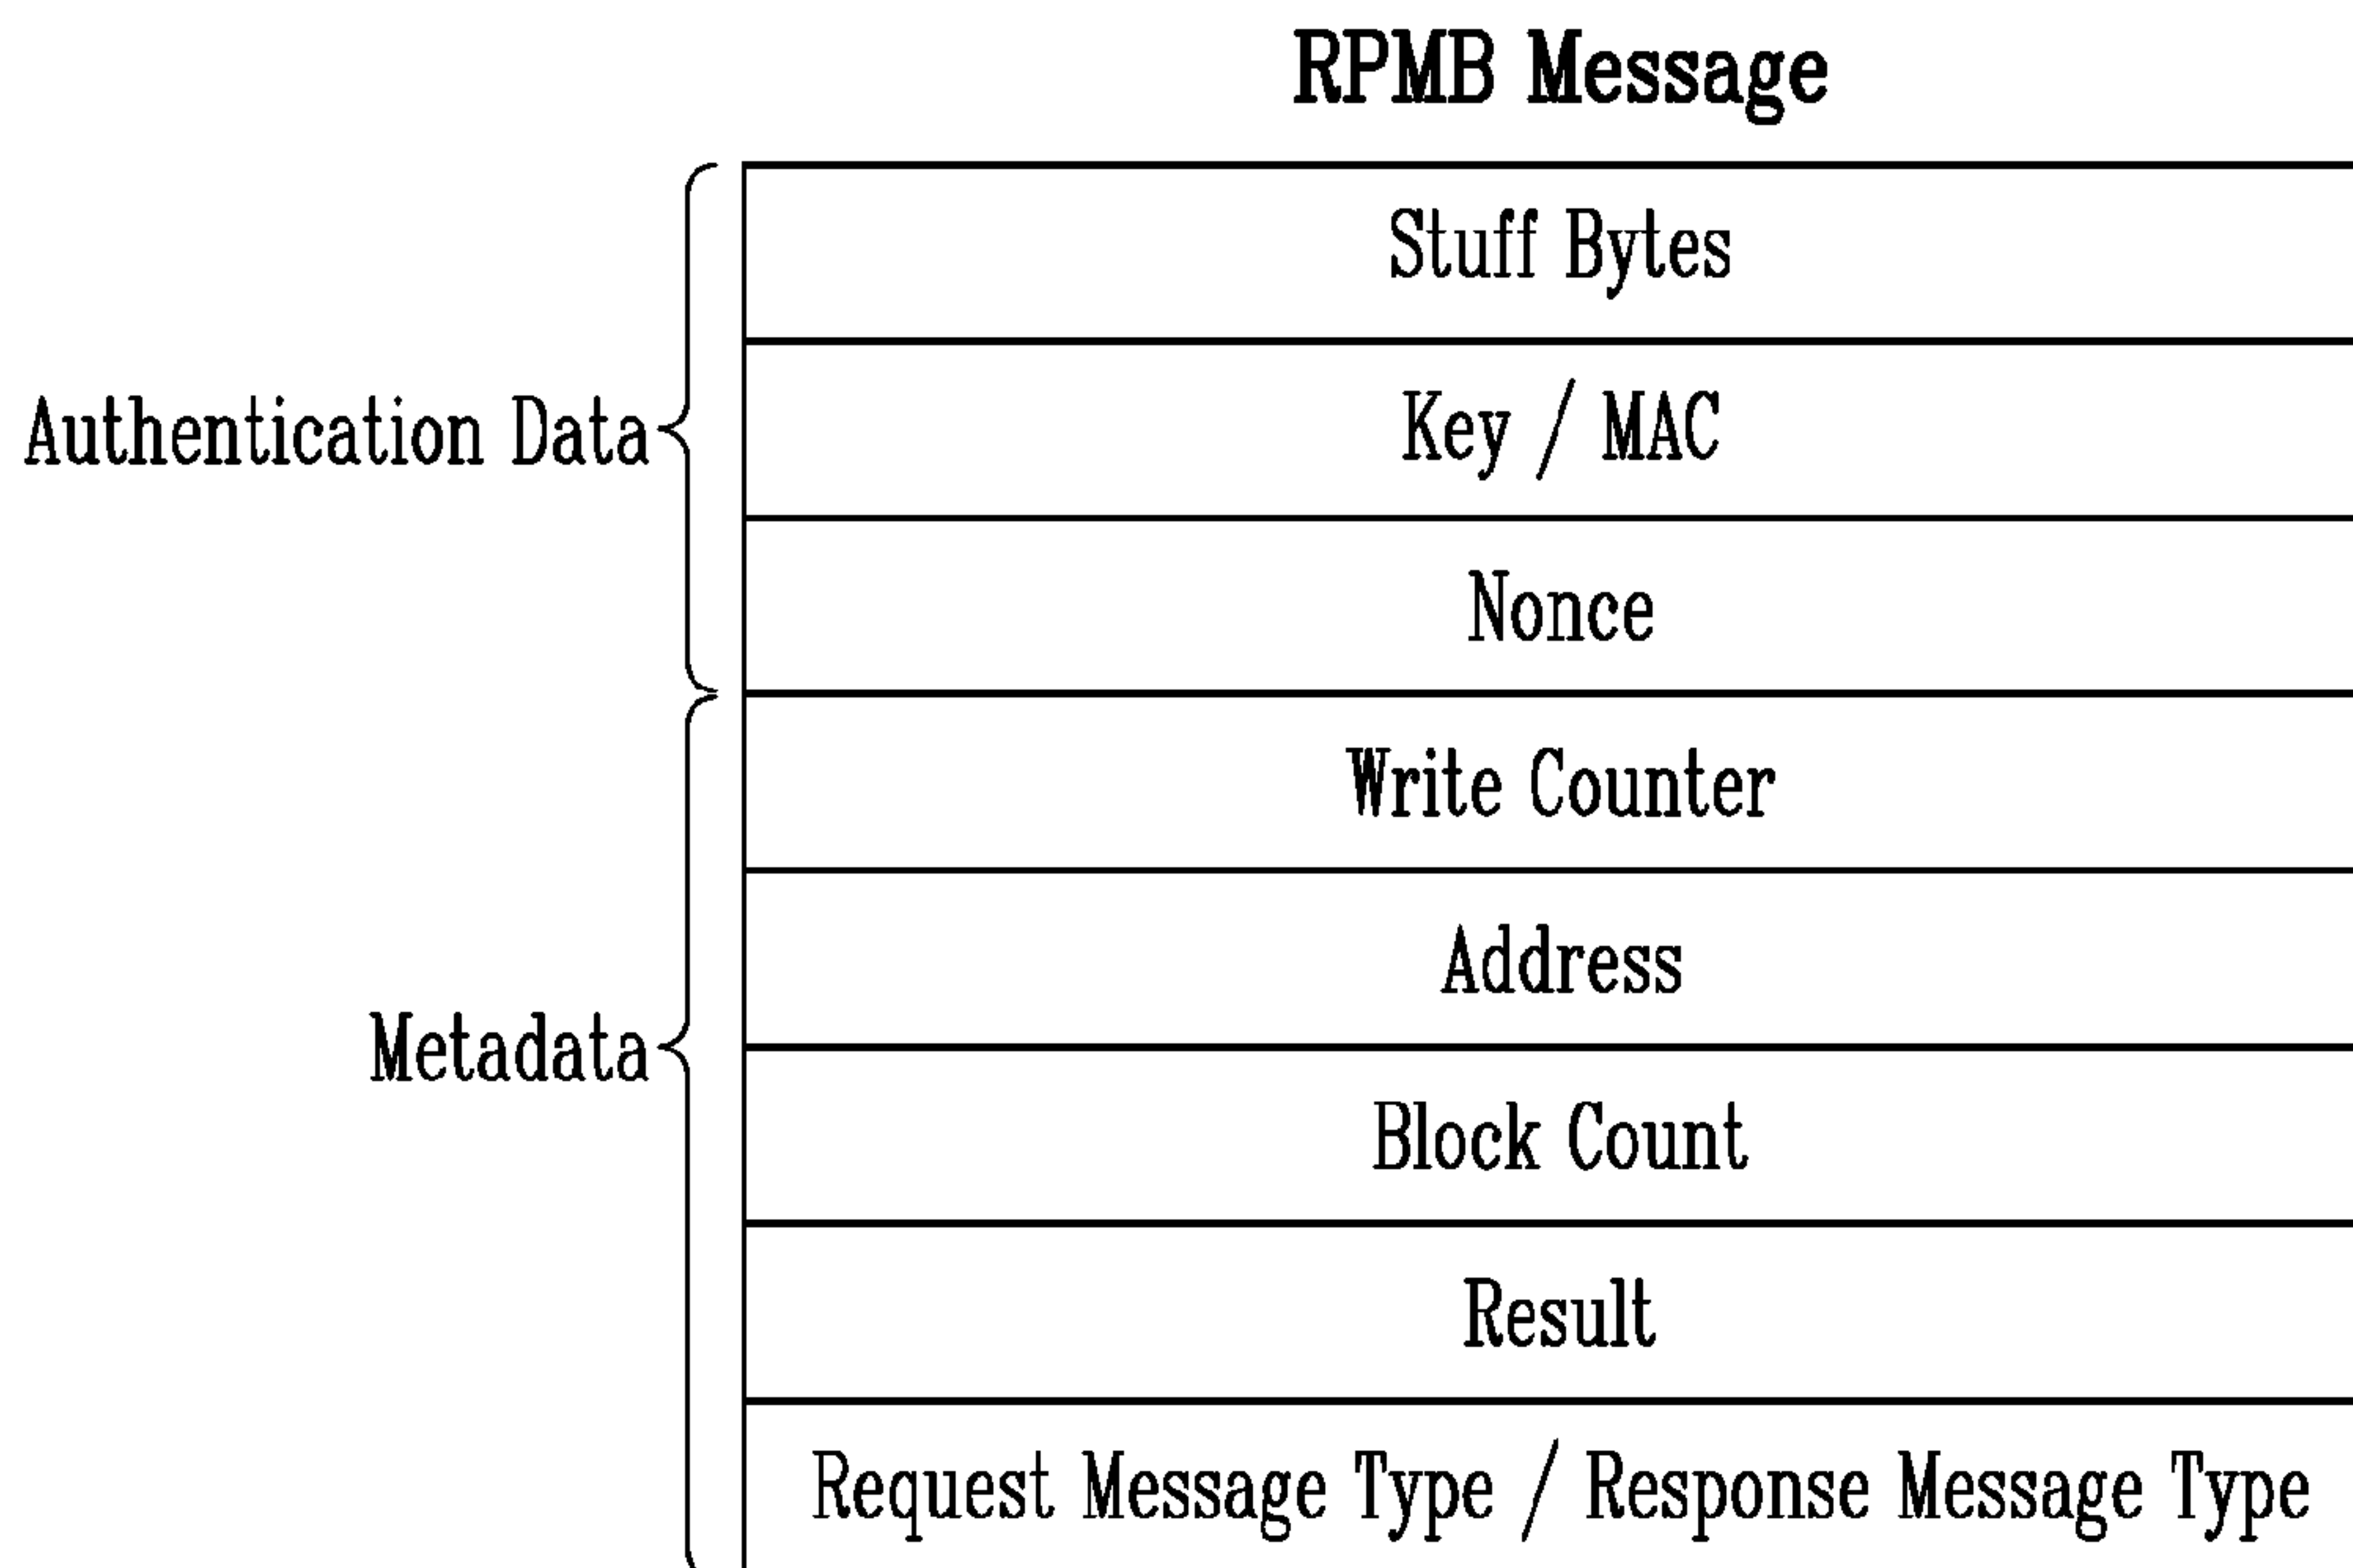 RPMB Message
Stuff Bytes
Authentication Data
Key / MAC
Nonce
Write Counter
Address
Metadata
Block Count
Result
Request Message Type / Response Message Type